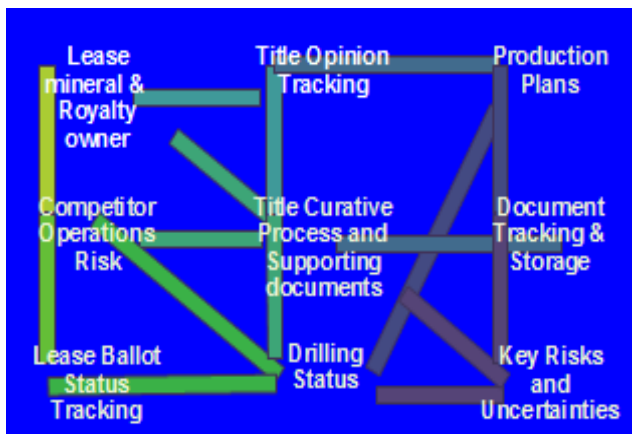 Lease
mineral &
Royalty
owner
Title Opinion
Tracking
Production
Plans
Competitor
Operations
Risk
Title Curative
Process and
Supporting
documents
Document
Tracking &
Storage
Lease Ballot
Status
Tracking
Drilling
Status
Key Risks
and
Uncertainties